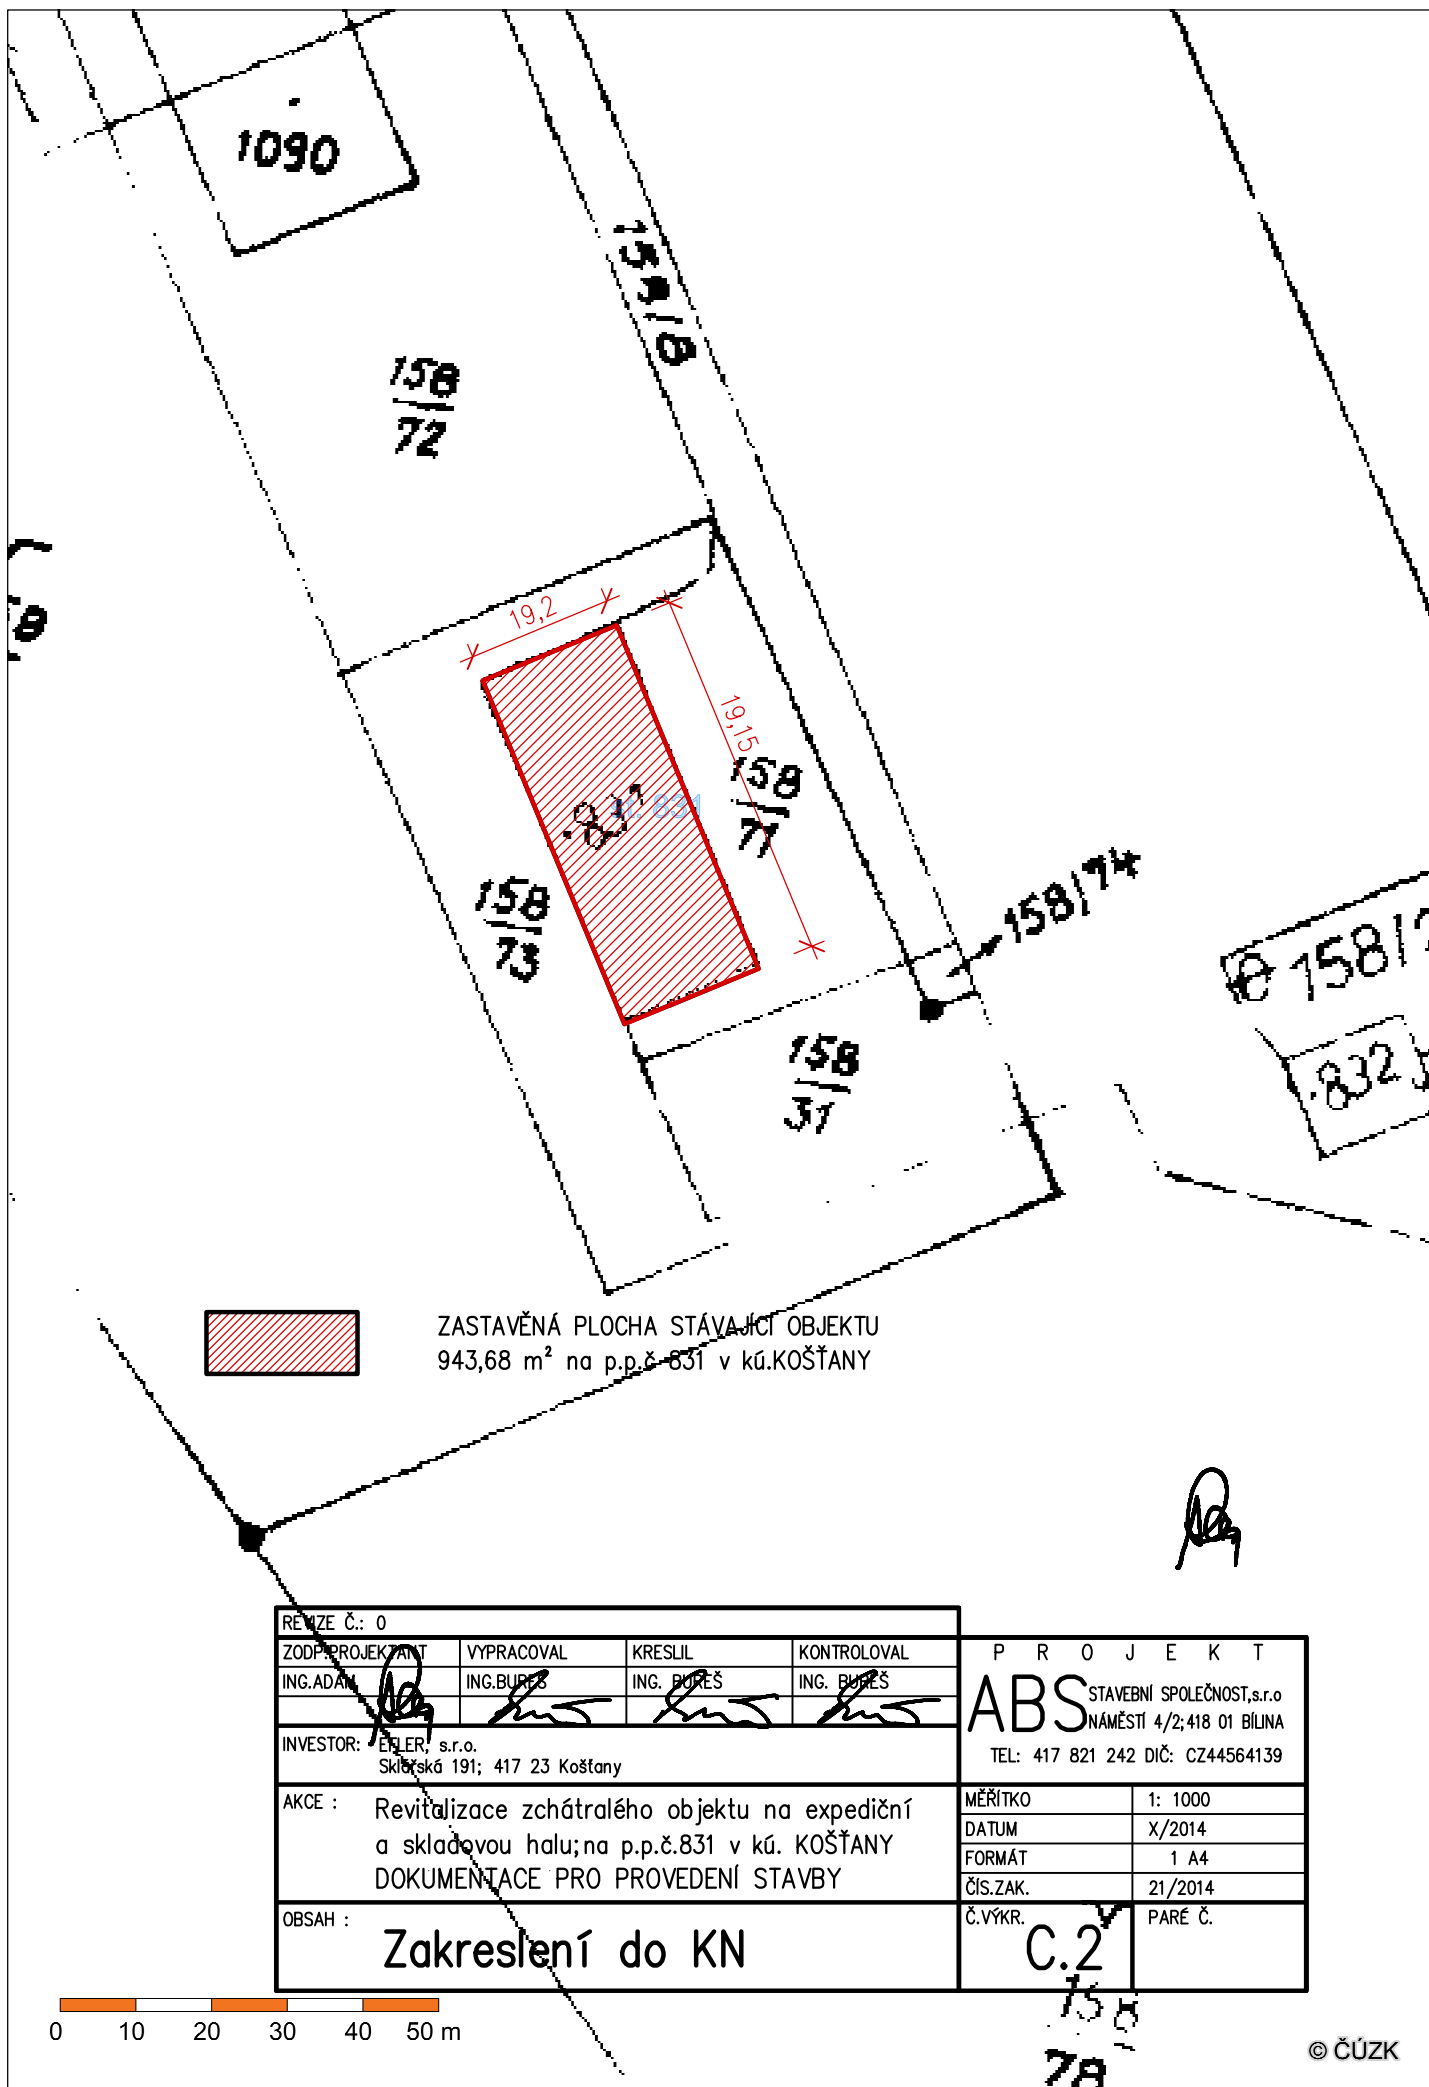 1090
158/8
158
72
19,2
19,15
.831
st. 831
158
71
158
73
158/74
158
31
.832
ZASTAVĚNÁ PLOCHA STÁVAJÍCÍ OBJEKTU
943,68 m² na p.p.č 831 v kú.KOŠŤANY
REVIZE Č.: 0
ZODP.PROJEKTANT VYPRACOVAL KRESLIL KONTROLOVAL
ING.ADAM ING.BUREŠ ING. BUREŠ ING. BUREŠ
INVESTOR: EFLER, s.r.o.
Sklářská 191; 417 23 Košťany
AKCE : Revitalizace zchátralého objektu na expediční
a skladovou halu;na p.p.č.831 v kú. KOŠŤANY
DOKUMENTACE PRO PROVEDENÍ STAVBY
OBSAH :
Zakreslení do KN
P R O J E K T
ABS STAVEBNÍ SPOLEČNOST,s.r.o
NÁMĚSTÍ 4/2;418 01 BÍLINA
TEL: 417 821 242 DIČ: CZ44564139
MĚŘÍTKO 1: 1000
DATUM X/2014
FORMÁT 1 A4
ČÍS.ZAK. 21/2014
Č.VÝKR. PARÉ Č.
C.2
158
78
0 10 20 30 40 50 m
© ČÚZK